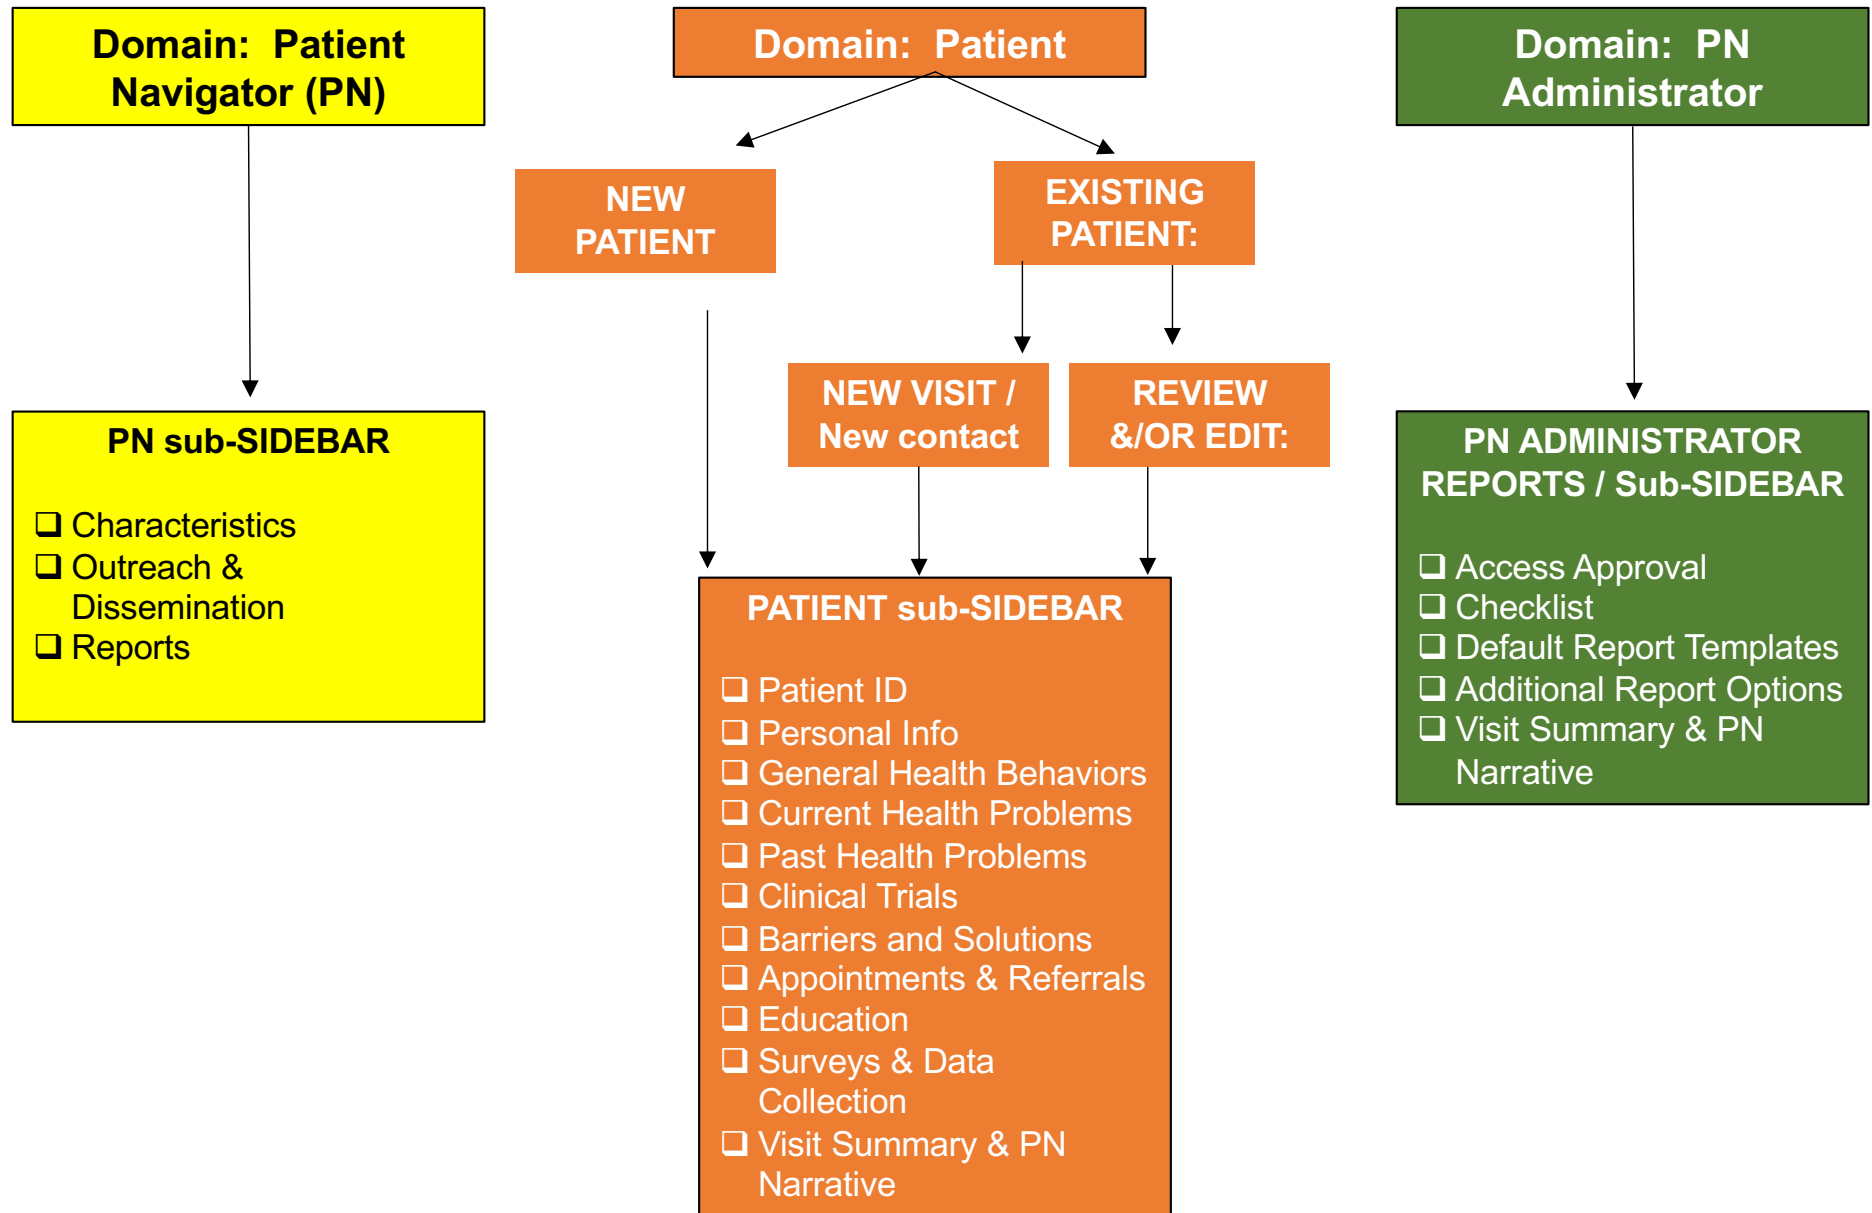 Domain: Patient
Navigator (PN)
Domain: Patient
Domain: PN
Administrator
NEW
PATIENT
EXISTING
PATIENT:
NEW VISIT /
New contact
REVIEW
&/OR EDIT:
PN sub-SIDEBAR
❑ Characteristics
❑ Outreach &
Dissemination
❑ Reports
PATIENT sub-SIDEBAR
❑ Patient ID
❑ Personal Info
❑ General Health Behaviors
❑ Current Health Problems
❑ Past Health Problems
❑ Clinical Trials
❑ Barriers and Solutions
❑ Appointments & Referrals
❑ Education
❑ Surveys & Data
Collection
❑ Visit Summary & PN
Narrative
PN ADMINISTRATOR
REPORTS / Sub-SIDEBAR
❑ Access Approval
❑ Checklist
❑ Default Report Templates
❑ Additional Report Options
❑ Visit Summary & PN
Narrative